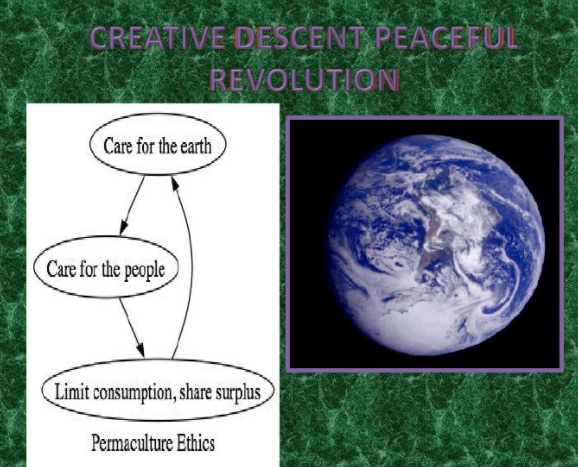 CREATIVE DESCENT PEACEFUL
REVOLUTION
Care for the earth
Care for the people
Limit consumption, share surplus
Permaculture Ethics